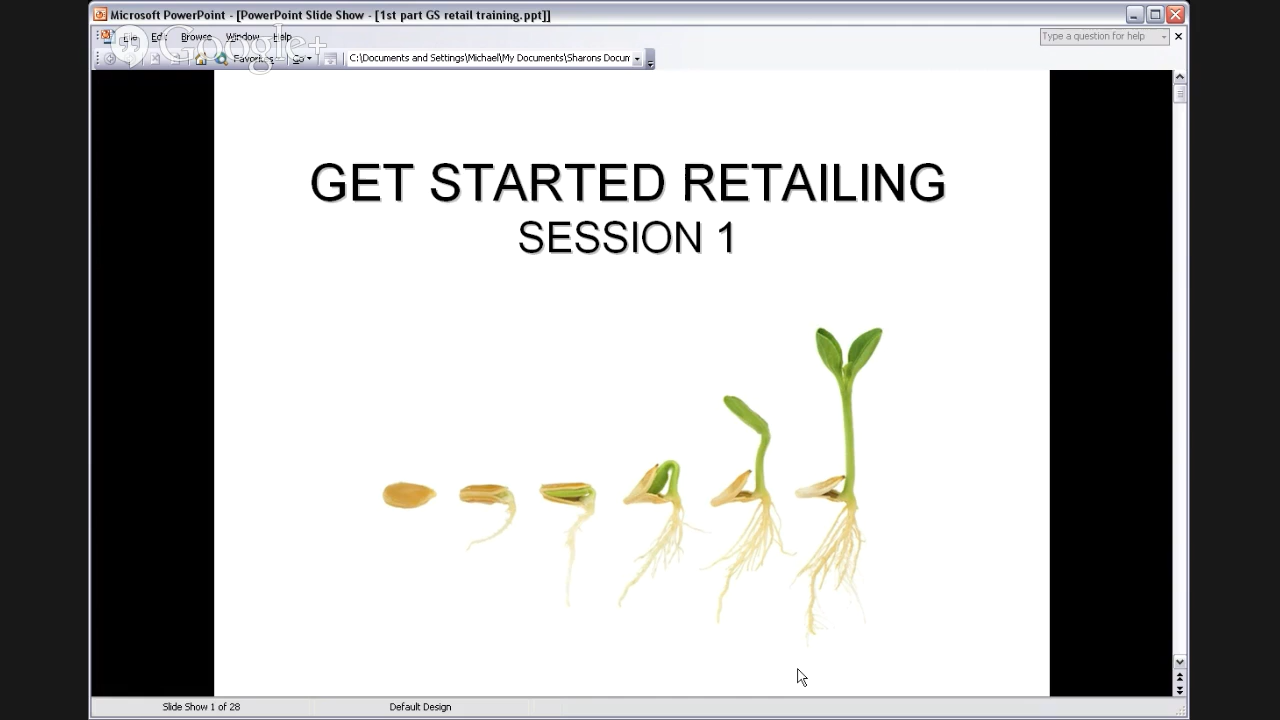 Microsoft PowerPoint - [PowerPoint Slide Show - [1st part GS retail training.ppt]]
File Edit Browse Window Help
Type a question for help
Google+
Favorites Go C:\Documents and Settings\Michael\My Documents\Sharons Docum
GET STARTED RETAILING
SESSION 1
Slide Show 1 of 28
Default Design